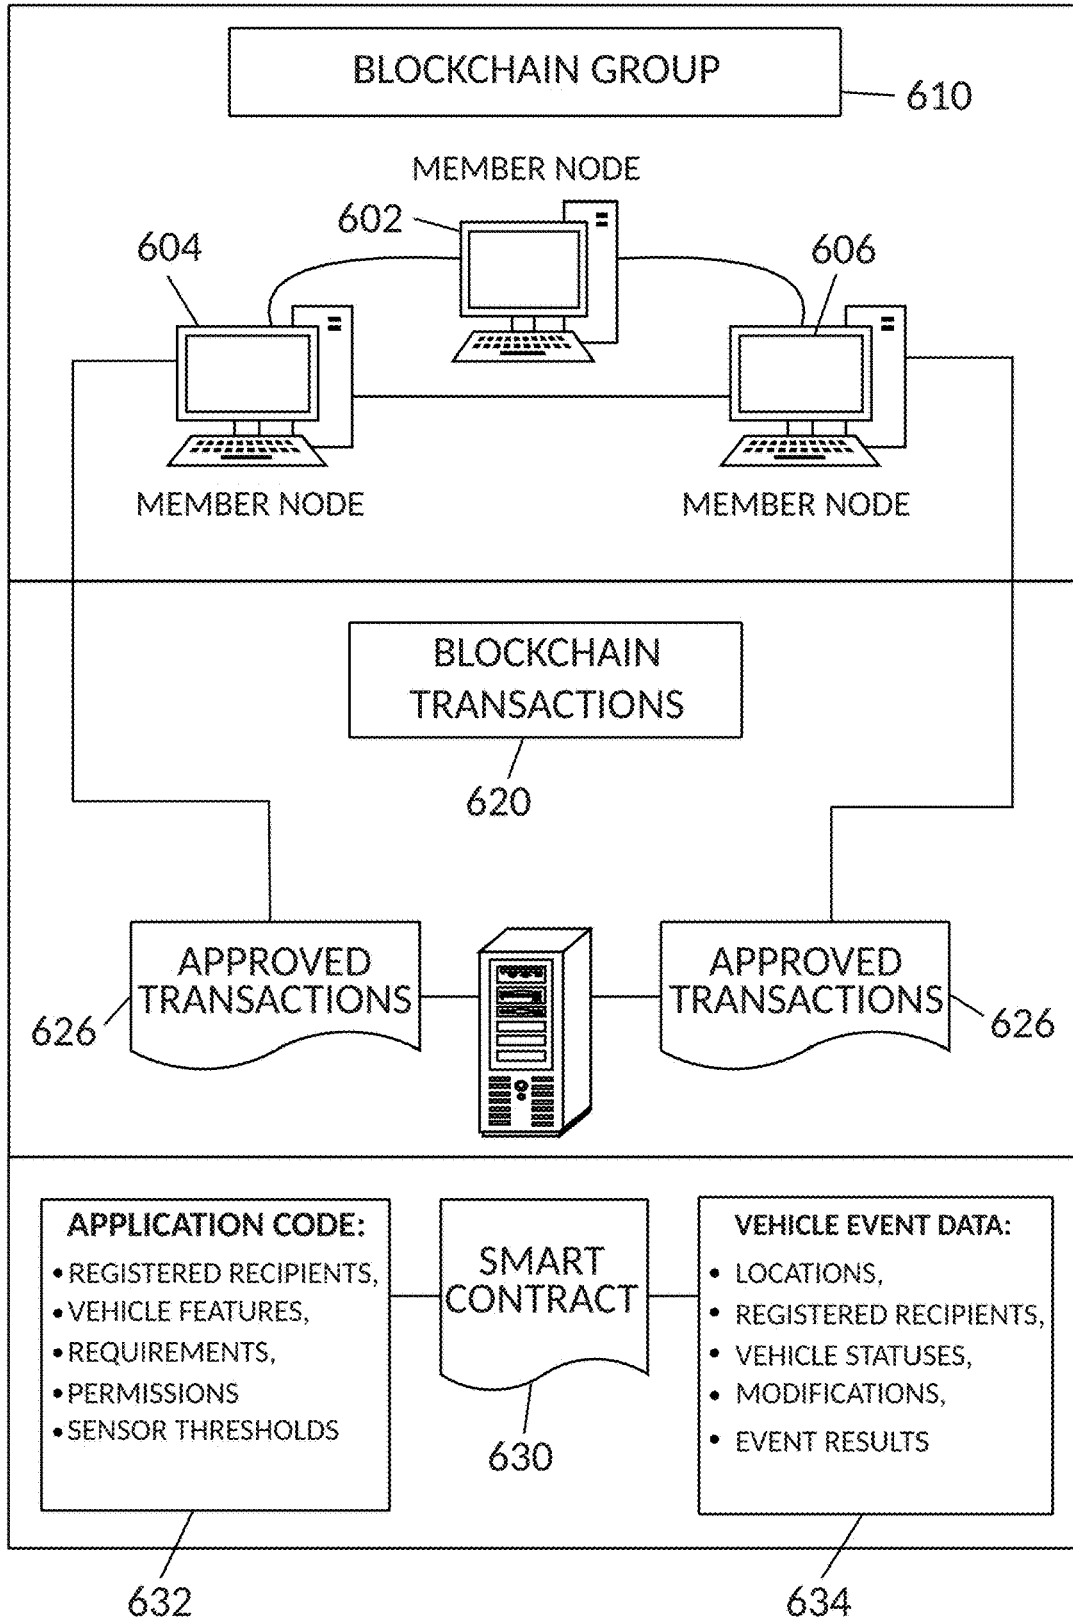 BLOCKCHAIN GROUP
610
MEMBER NODE
602
604
606
MEMBER NODE
MEMBER NODE
BLOCKCHAIN
TRANSACTIONS
620
APPROVED
TRANSACTIONS
626
APPROVED
TRANSACTIONS
626
APPLICATION CODE:
• REGISTERED RECIPIENTS,
• VEHICLE FEATURES,
• REQUIREMENTS,
• PERMISSIONS
• SENSOR THRESHOLDS
632
SMART
CONTRACT
630
VEHICLE EVENT DATA:
• LOCATIONS,
• REGISTERED RECIPIENTS,
• VEHICLE STATUSES,
• MODIFICATIONS,
• EVENT RESULTS
634